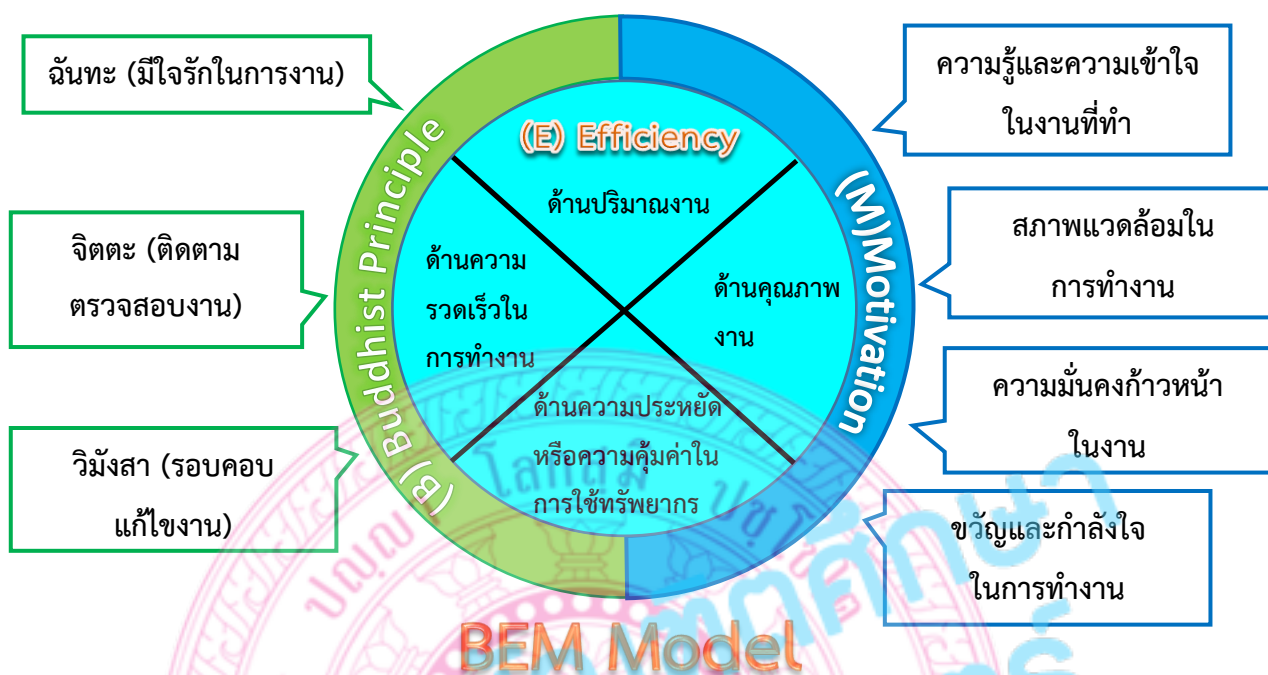 ฉันทะ (มีใจรักในการงาน)
จิตตะ (ติดตาม
ตรวจสอบงาน)
วิมังสา (รอบคอบ
แก้ไขงาน)
(B) Buddhist Principle
(E) Efficiency
ด้านปริมาณงาน
ด้านความ
รวดเร็วใน
การทำงาน
ด้านคุณภาพ
งาน
ด้านความประหยัด
หรือความคุ้มค่าใน
การใช้ทรัพยากร
(M)Motivation
ความรู้และความเข้าใจ
ในงานที่ทำ
สภาพแวดล้อมใน
การทำงาน
ความมั่นคงก้าวหน้า
ในงาน
ขวัญและกำลังใจ
ในการทำงาน
BEM Model